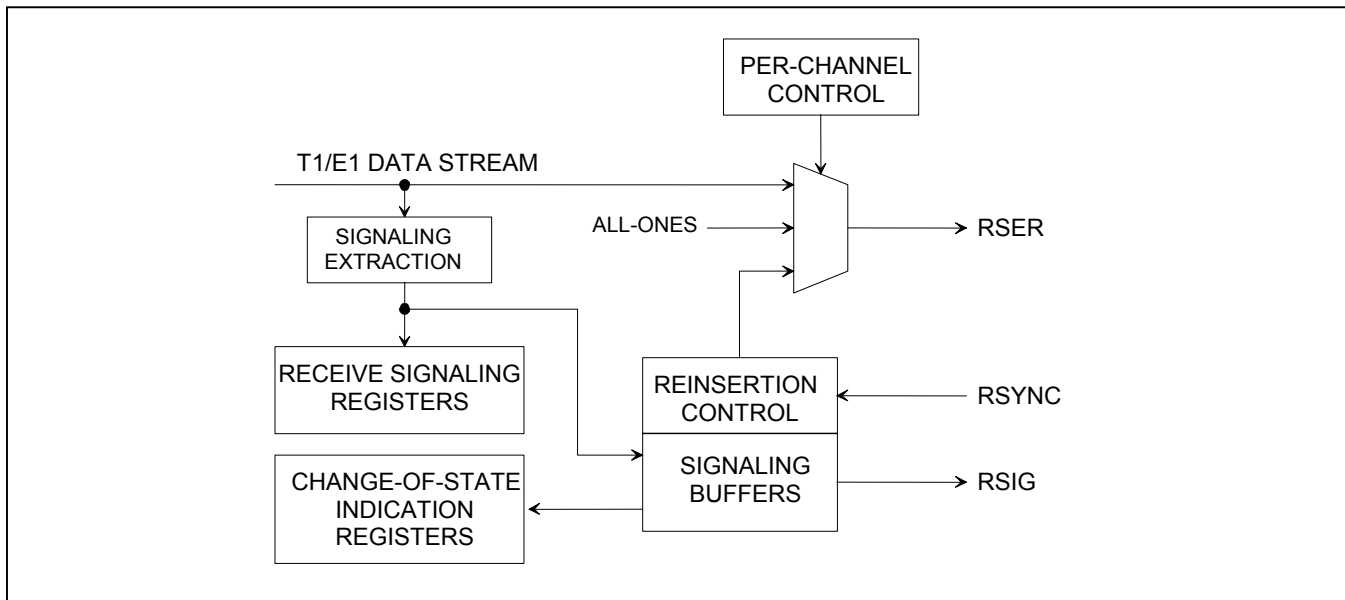 PER-CHANNEL
CONTROL
T1/E1 DATA STREAM
ALL-ONES
RSER
SIGNALING
EXTRACTION
RECEIVE SIGNALING
REGISTERS
REINSERTION
CONTROL
RSYNC
CHANGE-OF-STATE
INDICATION
REGISTERS
SIGNALING
BUFFERS
RSIG